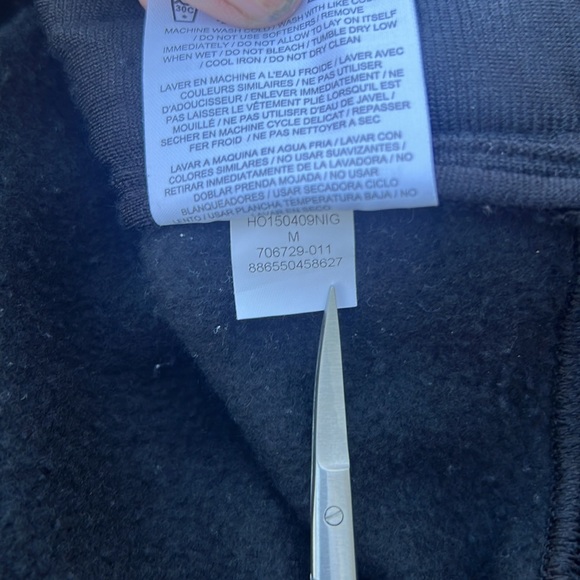 30C
MACHINE WASH COLD / WASH WITH LIKE COL
/ DO NOT USE SOFTENERS / REMOVE
IMMEDIATELY / DO NOT ALLOW TO LAY ON ITSELF
WHEN WET / DO NOT BLEACH / TUMBLE DRY LOW
/ COOL IRON / DO NOT DRY CLEAN
LAVER EN MACHINE A L'EAU FROIDE / LAVER AVEC
COULEURS SIMILAIRES / NE PAS UTILISER
D'ADOUCISSEUR / ENLEVER IMMEDIATEMENT / NE
PAS LAISSER LE VÊTEMENT PLIÉ LORSQU'IL EST
MOUILLÉ / NE PAS UTILISER D'EAU DE JAVEL /
SECHER EN MACHINE CYCLE DELICAT / REPASSER
FER FROID / NE PAS NETTOYER A SEC
LAVAR A MAQUINA EN AGUA FRIA / LAVAR CON
COLORES SIMILARES / NO USAR SUAVIZANTES /
RETIRAR INMEDIATAMENTE DE LA LAVADORA / NO
DOBLAR PRENDA MOJADA / NO USAR
BLANQUEADORES / USAR SECADORA CICLO
LENTO / USAR PLANCHA TEMPERATURA BAJA / NO
EN SECO
HO150409NIG
M
706729-011
886550458627